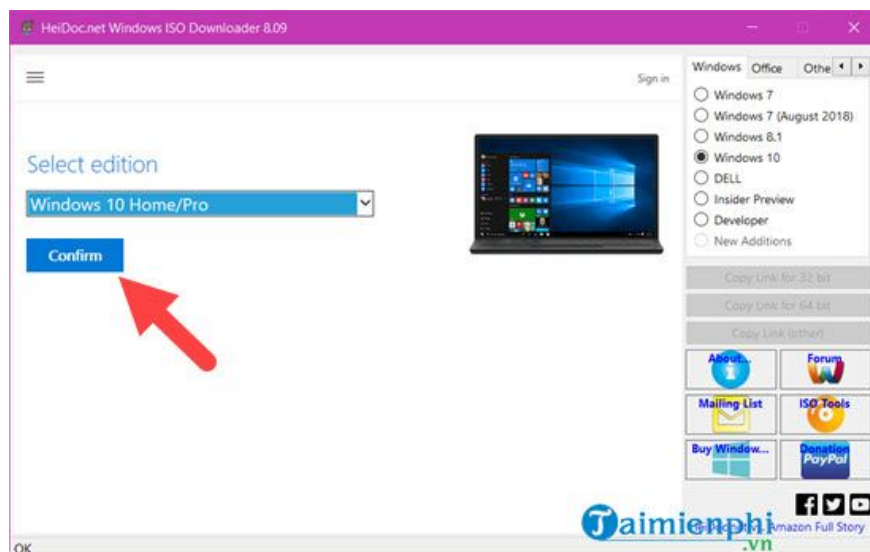 HeiDoc.net Windows ISO Downloader 8.09
Sign in
Select edition
Windows 10 Home/Pro
Confirm
Windows Office Othe
Windows 7
Windows 7 (August 2018)
Windows 8.1
Windows 10
DELL
Insider Preview
Developer
New Additions
Copy Link for 32 bit
Copy Link for 64 bit
Copy Link (other)
About... Forum
Mailing List ISO Tools
Buy Window... Donation
PayPal
Amazon Full Story
Taimienphi
.vn
OK